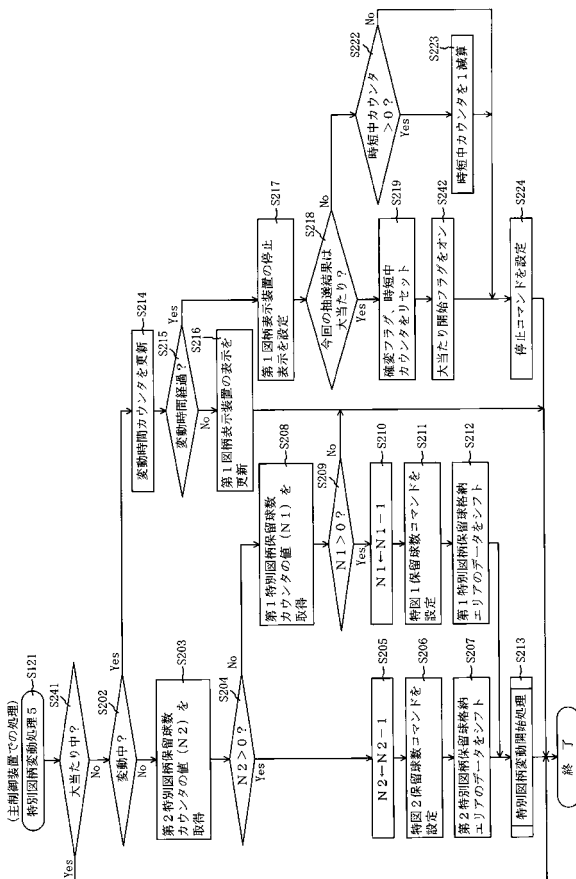 (主制御装置での処理)
特別図柄変動処理5
S121
大当たり中?
S241
Yes
No
変動中?
S202
Yes
No
第2特別図柄保留球数
カウンタの値(N2)を
取得
S203
N2>0?
S204
No
Yes
N2←N2-1
S205
特図2保留球数コマンドを
設定
S206
第2特別図柄保留球格納
エリアのデータをシフト
S207
第1特別図柄保留球数
カウンタの値(N1)を
取得
S208
N1>0?
S209
No
Yes
N1←N1-1
S210
特図1保留球数コマンドを
設定
S211
第1特別図柄保留球格納
エリアのデータをシフト
S212
特別図柄変動開始処理
S213
変動時間カウンタを更新
S214
変動時間経過?
S215
Yes
No
第1図柄表示装置の表示を
更新
S216
第1図柄表示装置の停止
表示を設定
S217
今回の抽選結果は
大当たり?
S218
No
Yes
確変フラグ、時短中
カウンタをリセット
S219
大当たり開始フラグをオン
S242
時短中カウンタ
>0?
S222
No
Yes
時短中カウンタを1減算
S223
停止コマンドを設定
S224
終了